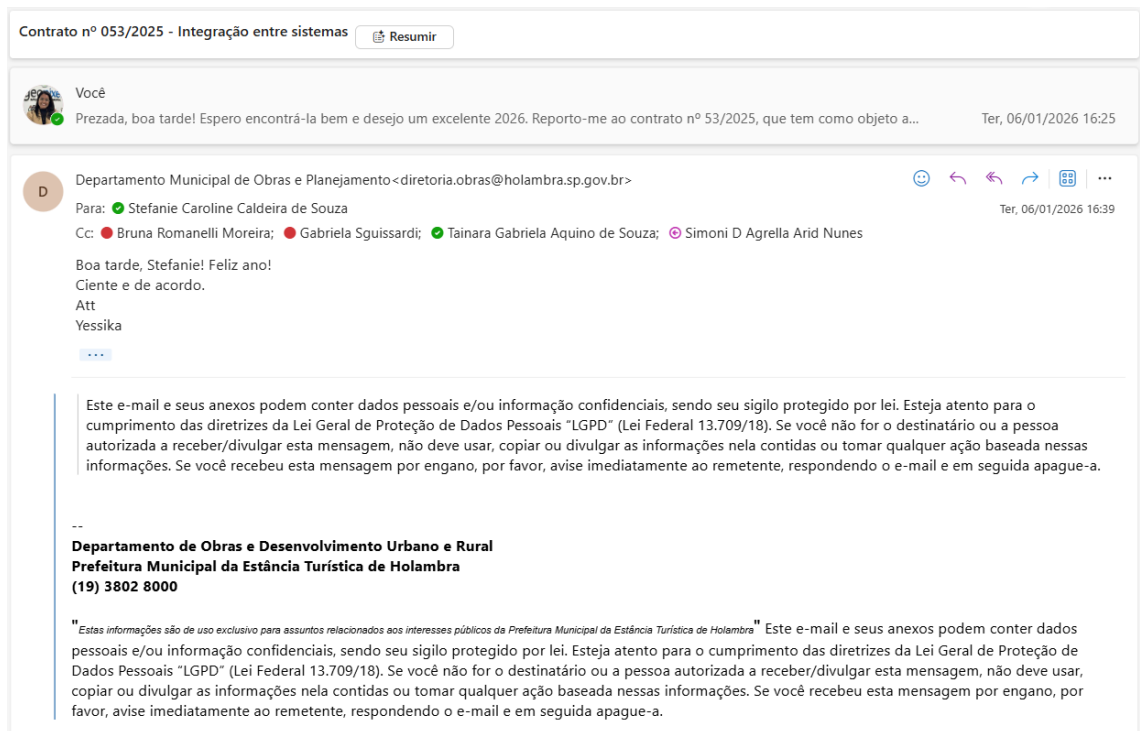 Contrato nº 053/2025 - Integração entre sistemas
Resumir
Você
Prezada, boa tarde! Espero encontrá-la bem e desejo um excelente 2026. Reporto-me ao contrato nº 53/2025, que tem como objeto a...
Ter, 06/01/2026 16:25
D
Departamento Municipal de Obras e Planejamento<diretoria.obras@holambra.sp.gov.br>
Para: Stefanie Caroline Caldeira de Souza
Ter, 06/01/2026 16:39
Cc: Bruna Romanelli Moreira; Gabriela Sguissardi; Tainara Gabriela Aquino de Souza; Simoni D Agrella Arid Nunes
Boa tarde, Stefanie! Feliz ano!
Ciente e de acordo.
Att
Yessika
...
Este e-mail e seus anexos podem conter dados pessoais e/ou informação confidenciais, sendo seu sigilo protegido por lei. Esteja atento para o
cumprimento das diretrizes da Lei Geral de Proteção de Dados Pessoais “LGPD” (Lei Federal 13.709/18). Se você não for o destinatário ou a pessoa
autorizada a receber/divulgar esta mensagem, não deve usar, copiar ou divulgar as informações nela contidas ou tomar qualquer ação baseada nessas
informações. Se você recebeu esta mensagem por engano, por favor, avise imediatamente ao remetente, respondendo o e-mail e em seguida apague-a.
--
Departamento de Obras e Desenvolvimento Urbano e Rural
Prefeitura Municipal da Estância Turística de Holambra
(19) 3802 8000
"Estas informações são de uso exclusivo para assuntos relacionados aos interesses públicos da Prefeitura Municipal da Estância Turística de Holambra" Este e-mail e seus anexos podem conter dados
pessoais e/ou informação confidenciais, sendo seu sigilo protegido por lei. Esteja atento para o cumprimento das diretrizes da Lei Geral de Proteção de
Dados Pessoais “LGPD” (Lei Federal 13.709/18). Se você não for o destinatário ou a pessoa autorizada a receber/divulgar esta mensagem, não deve usar,
copiar ou divulgar as informações nela contidas ou tomar qualquer ação baseada nessas informações. Se você recebeu esta mensagem por engano, por
favor, avise imediatamente ao remetente, respondendo o e-mail e em seguida apague-a.